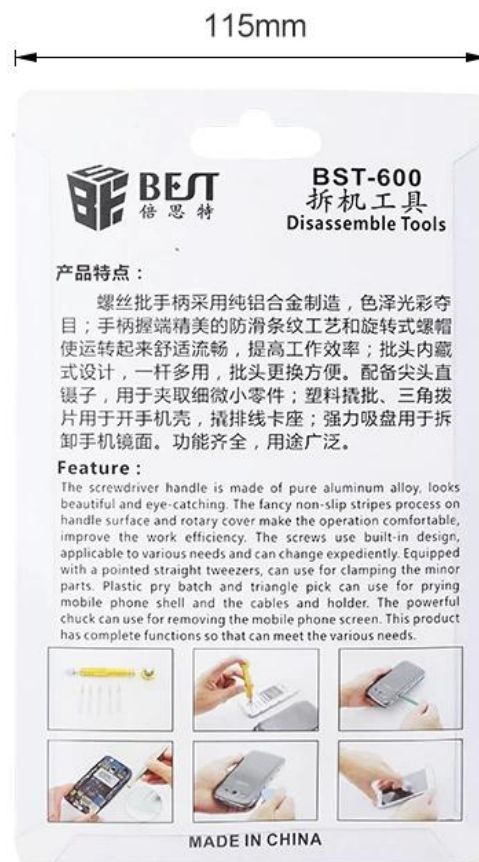 115mm
BEST
倍思特
BST-600
拆机工具
Disassemble Tools
产品特点：
螺丝批手柄采用纯铝合金制造，色泽光彩夺
目；手柄握端精美的防滑条纹工艺和旋转式螺帽
使运转起来舒适流畅，提高工作效率；批头内藏
式设计，一杆多用，批头更换方便。配备尖头直
镊子，用于夹取细微小零件；塑料撬批、三角拨
片用于开手机壳，撬排线卡座；强力吸盘用于拆
卸手机镜面。功能齐全，用途广泛。
Feature :
The screwdriver handle is made of pure aluminum alloy, looks
beautiful and eye-catching. The fancy non-slip stripes process on
handle surface and rotary cover make the operation comfortable,
improve the work efficiency. The screws use built-in design,
applicable to various needs and can change expediently. Equipped
with a pointed straight tweezers, can use for clamping the minor
parts. Plastic pry batch and triangle pick can use for prying
mobile phone shell and the cables and holder. The powerful
chuck can use for removing the mobile phone screen. This product
has complete functions so that can meet the various needs.
MADE IN CHINA